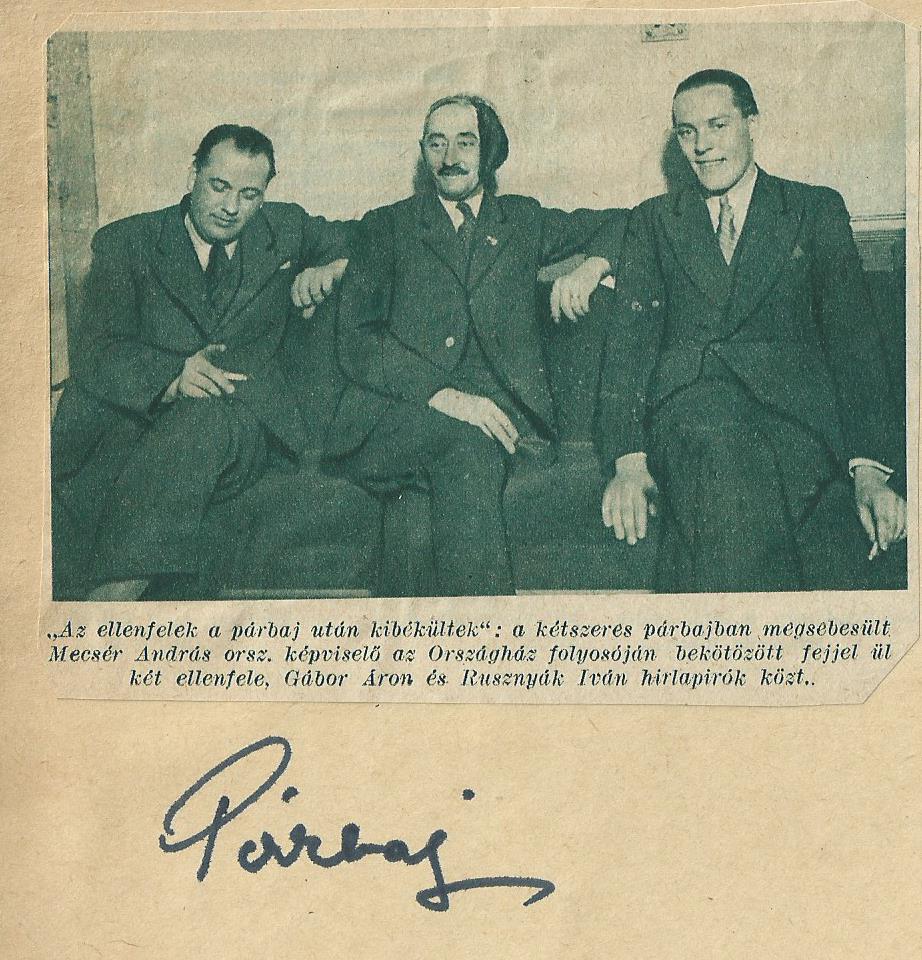 „Az ellenfelek a párbaj után kibékültek“: a kétszeres párbajban megsebesült
Mecsér András orsz. képviselő az Országház folyosóján bekötözött fejjel ül
két ellenfele, Gábor Áron és Rusznyák Iván hirlapirók közt..
Párbaj